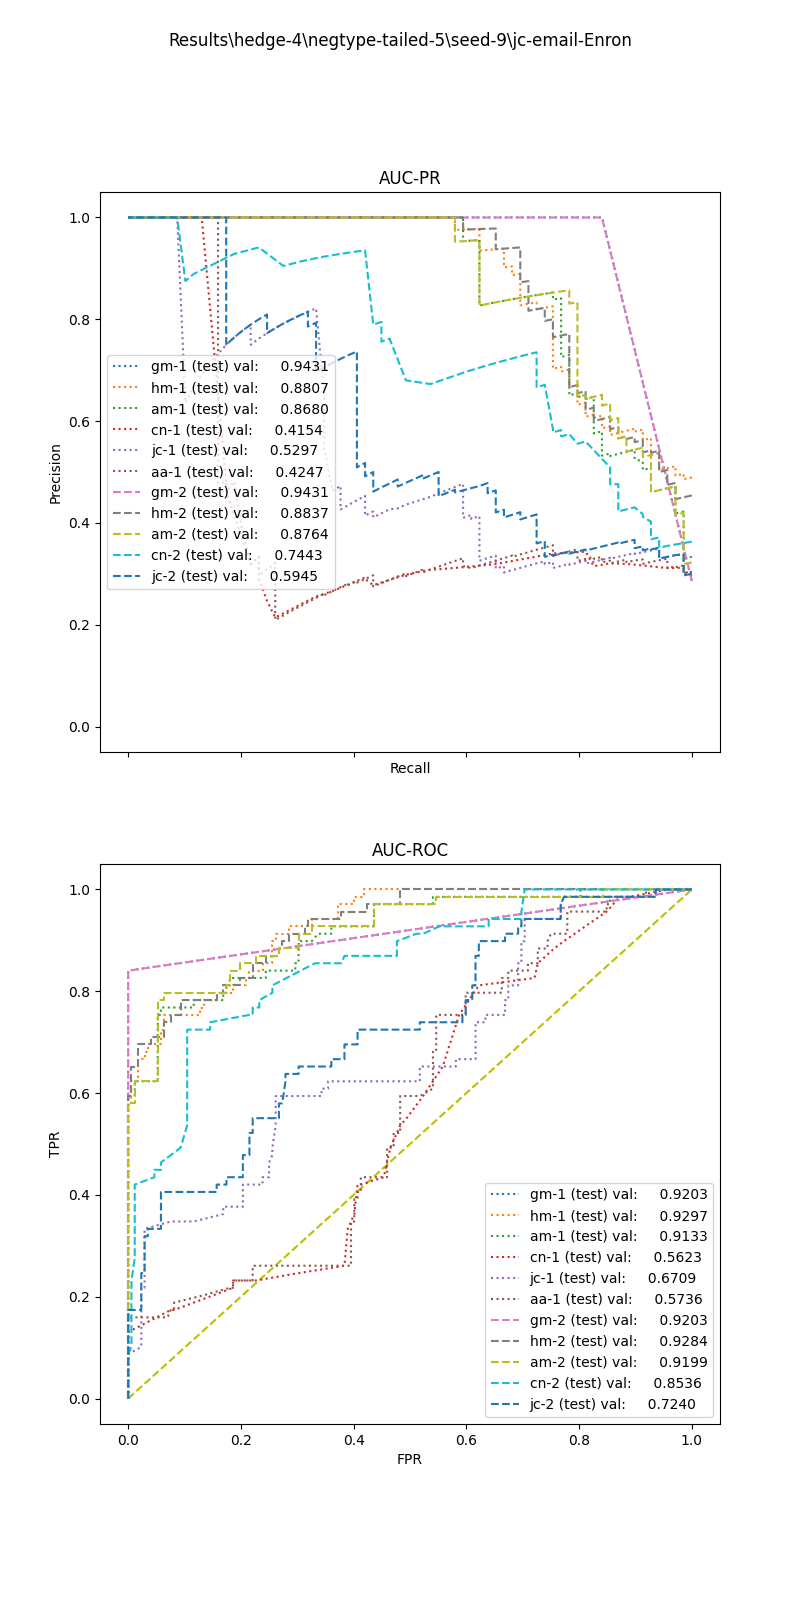 Results\hedge-4\negtype-tailed-5\seed-9\jc-email-Enron
AUC-PR
1.0
0.8
0.6
0.4
0.2
0.0
Precision
gm-1 (test) val: 0.9431
hm-1 (test) val: 0.8807
am-1 (test) val: 0.8680
cn-1 (test) val: 0.4154
jc-1 (test) val: 0.5297
aa-1 (test) val: 0.4247
gm-2 (test) val: 0.9431
hm-2 (test) val: 0.8837
am-2 (test) val: 0.8764
cn-2 (test) val: 0.7443
jc-2 (test) val: 0.5945
Recall
AUC-ROC
1.0
0.8
0.6
0.4
0.2
0.0
TPR
gm-1 (test) val: 0.9203
hm-1 (test) val: 0.9297
am-1 (test) val: 0.9133
cn-1 (test) val: 0.5623
jc-1 (test) val: 0.6709
aa-1 (test) val: 0.5736
gm-2 (test) val: 0.9203
hm-2 (test) val: 0.9284
am-2 (test) val: 0.9199
cn-2 (test) val: 0.8536
jc-2 (test) val: 0.7240
0.0 0.2 0.4 0.6 0.8 1.0
FPR